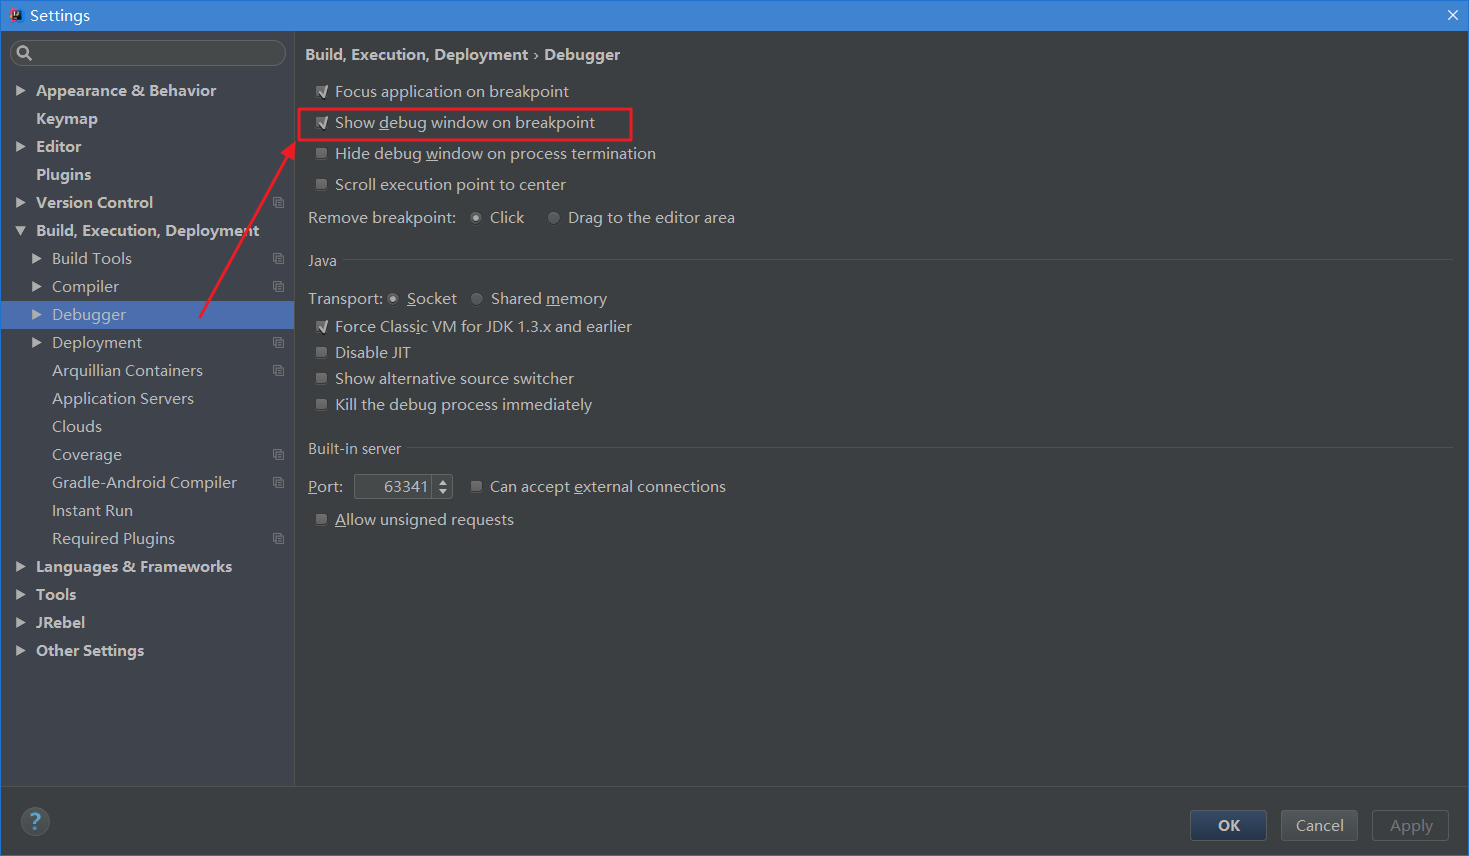 Settings
Appearance & Behavior
Keymap
Editor
Plugins
Version Control
Build, Execution, Deployment
Build Tools
Compiler
Debugger
Deployment
Arquillian Containers
Application Servers
Clouds
Coverage
Gradle-Android Compiler
Instant Run
Required Plugins
Languages & Frameworks
Tools
JRebel
Other Settings
Build, Execution, Deployment › Debugger
Focus application on breakpoint
Show debug window on breakpoint
Hide debug window on process termination
Scroll execution point to center
Remove breakpoint: Click Drag to the editor area
Java
Transport: Socket Shared memory
Force Classic VM for JDK 1.3.x and earlier
Disable JIT
Show alternative source switcher
Kill the debug process immediately
Built-in server
Port: 63341 Can accept external connections
Allow unsigned requests
? OK Cancel Apply